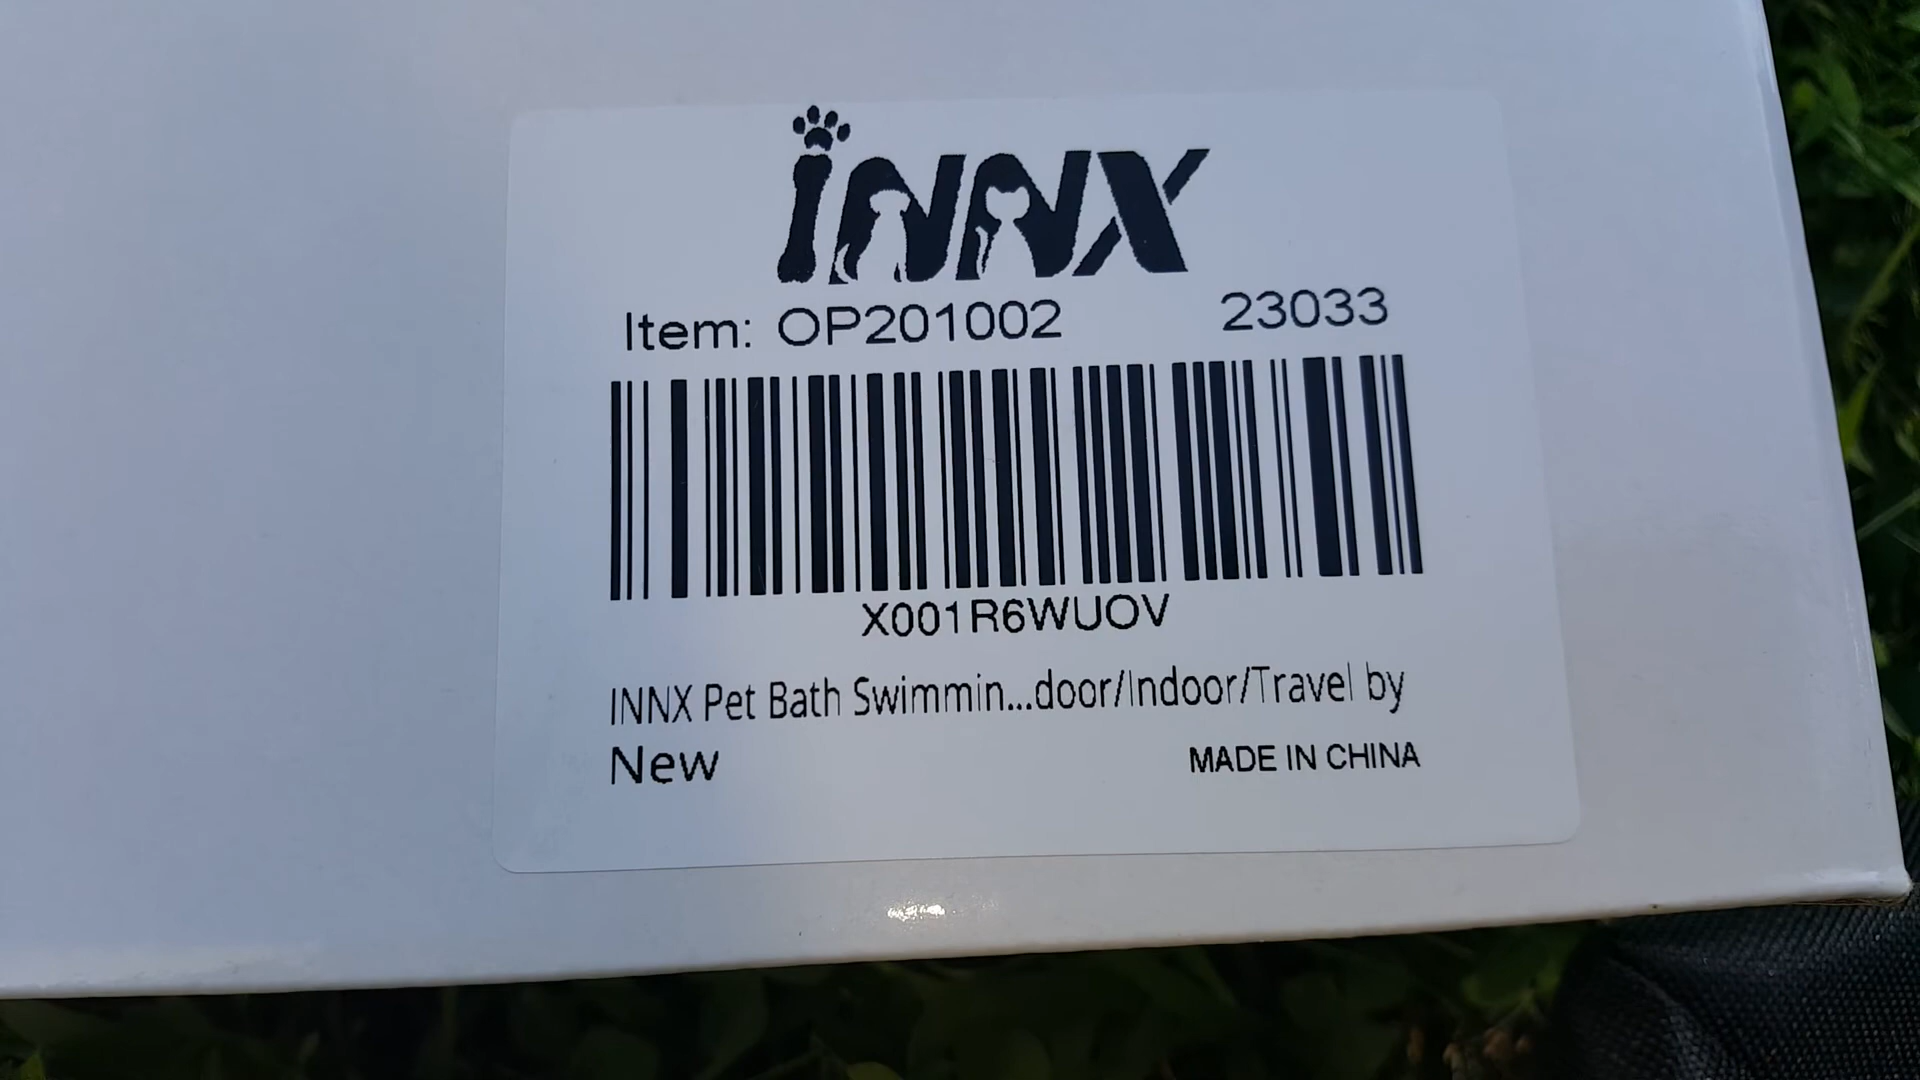 INNX
Item: OP201002 23033
X001R6WUOV
INNX Pet Bath Swimmin...door/Indoor/Travel by
New MADE IN CHINA